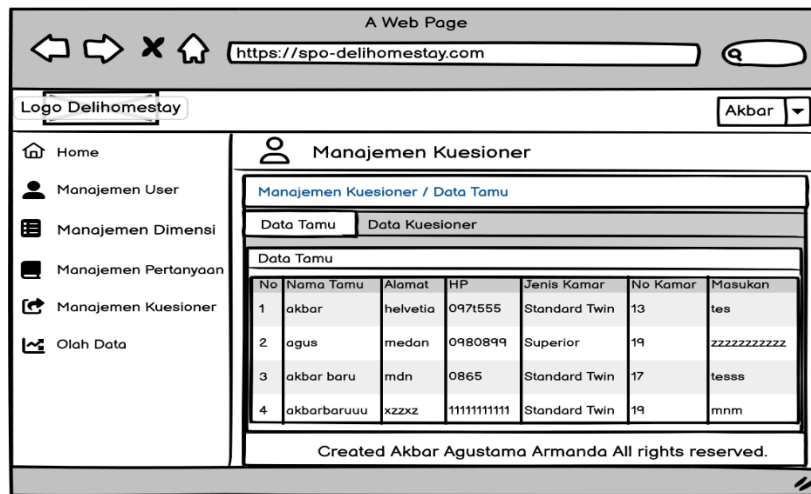 A Web Page
https://spo-delihomestay.com
Logo Delihomestay
Akbar
Home
Manajemen User
Manajemen Dimensi
Manajemen Pertanyaan
Manajemen Kuesioner
Olah Data
Manajemen Kuesioner
Manajemen Kuesioner / Data Tamu
Data Tamu Data Kuesioner
Data Tamu
No Nama Tamu Alamat HP Jenis Kamar No Kamar Masukan
1 akbar helvetia 097t555 Standard Twin 13 tes
2 agus medan 0980899 Superior 19 zzzzzzzzzzz
3 akbar baru mdn 0865 Standard Twin 17 tesss
4 akbarbaruuu xzzxz 11111111111 Standard Twin 19 mnm
Created Akbar Agustama Armanda All rights reserved.